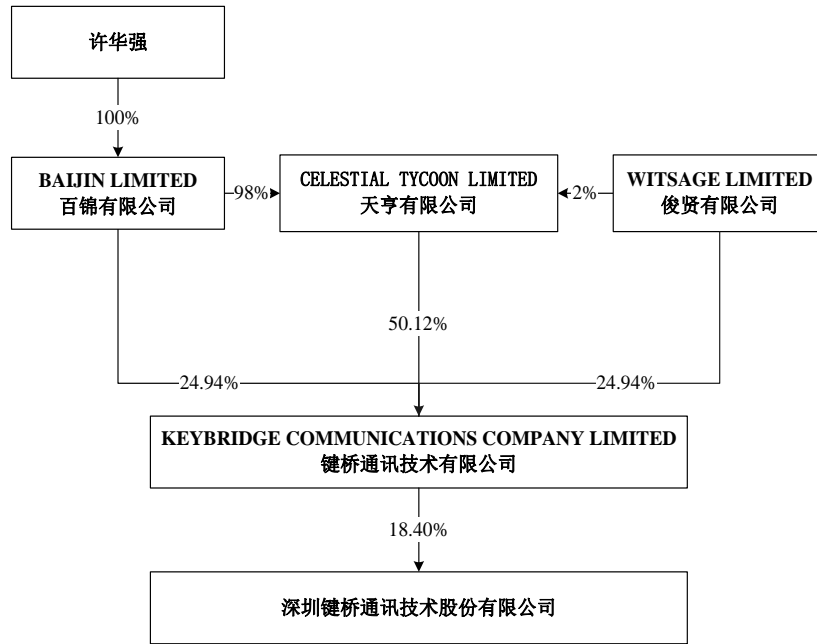 许华强
100%
BAIJIN LIMITED
百锦有限公司
98%
CELESTIAL TYCOON LIMITED
天亨有限公司
2%
WITSAGE LIMITED
俊贤有限公司
50.12%
24.94%
24.94%
KEYBRIDGE COMMUNICATIONS COMPANY LIMITED
键桥通讯技术有限公司
18.40%
深圳键桥通讯技术股份有限公司